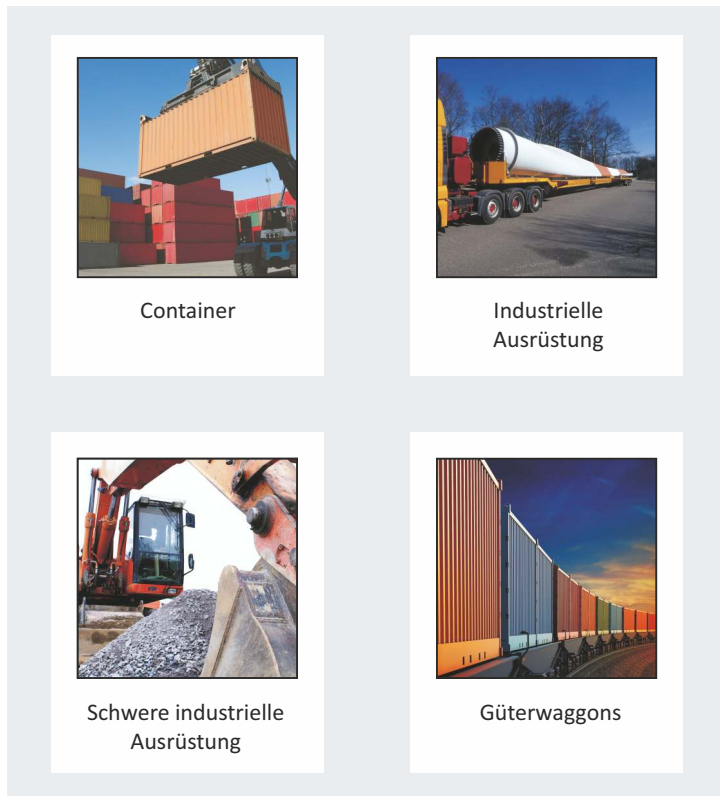 Container
Industrielle
Ausrüstung
Schwere industrielle
Ausrüstung
Güterwaggons